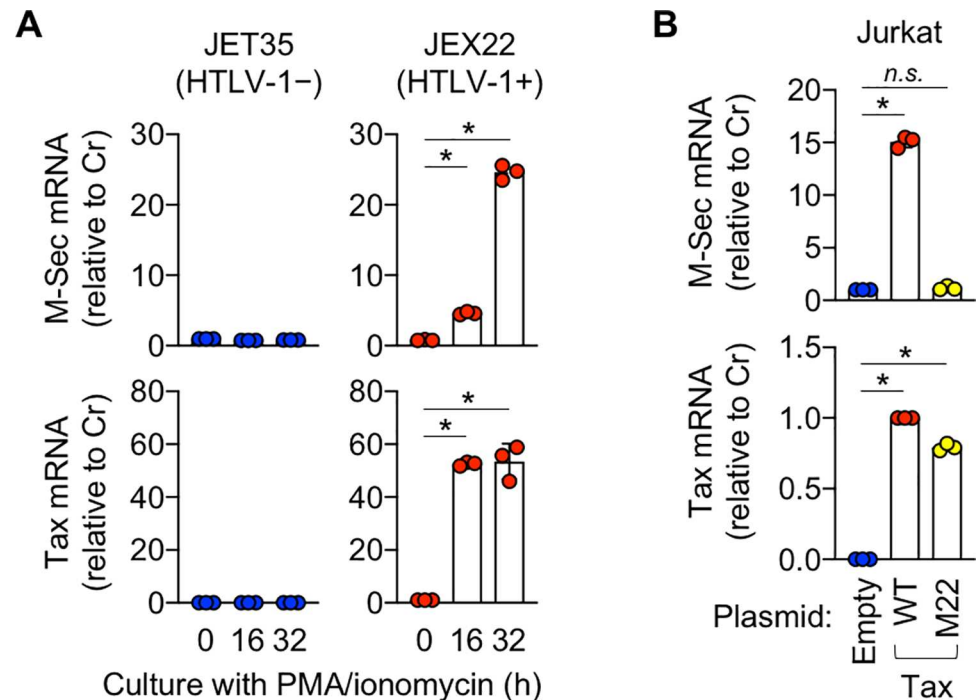 A
JET35
(HTLV-1−)
JEX22
(HTLV-1+)
M-Sec mRNA
(relative to Cr)
30
20
10
0
30
20
10
0
*
*
Tax mRNA
(relative to Cr)
80
60
40
20
0
80
60
40
20
0
*
*
0 16 32
0 16 32
Culture with PMA/ionomycin (h)
B
Jurkat
n.s.
*
M-Sec mRNA
(relative to Cr)
20
15
10
5
0
*
*
Tax mRNA
(relative to Cr)
1.5
1.0
0.5
0.0
Plasmid:
Empty
WT
M22
Tax